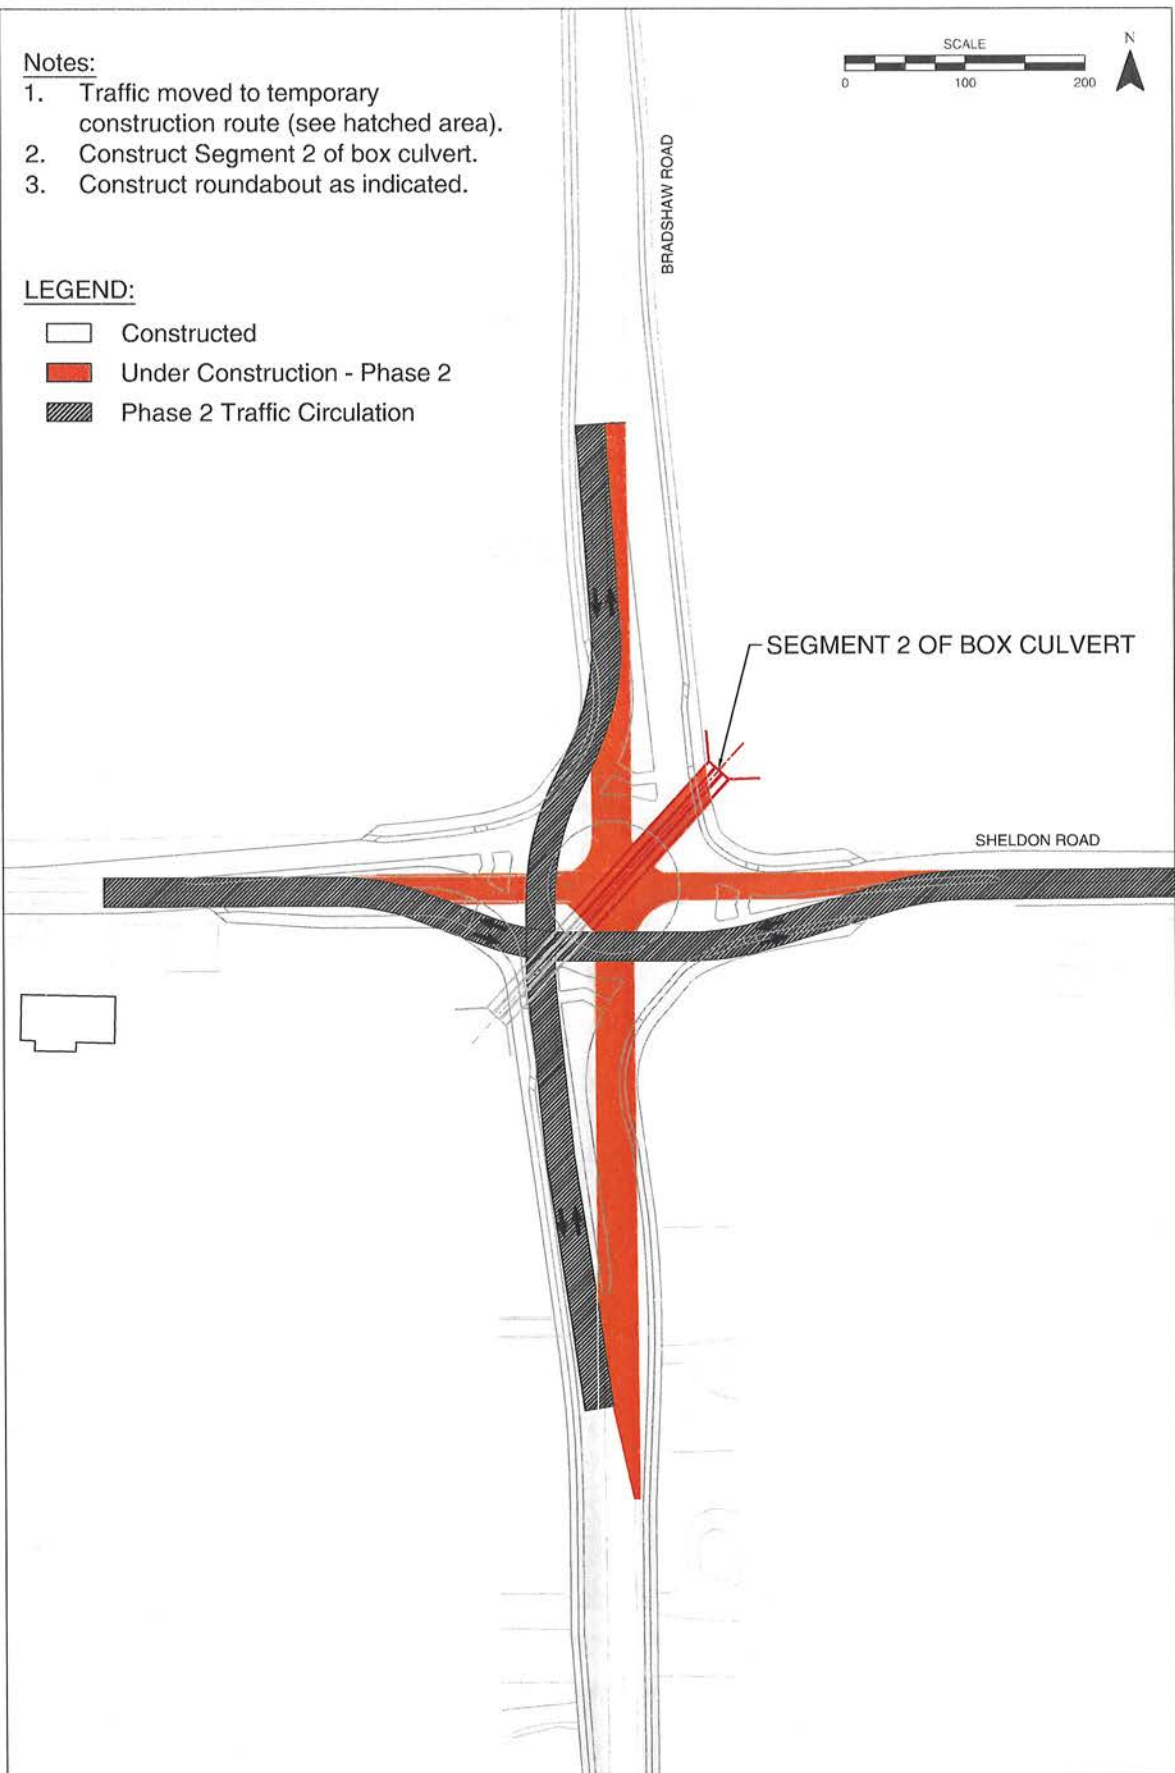 Notes:
1. Traffic moved to temporary
construction route (see hatched area).
2. Construct Segment 2 of box culvert.
3. Construct roundabout as indicated.
SCALE
0 100 200
N
BRADSHAW ROAD
LEGEND:
Constructed
Under Construction - Phase 2
Phase 2 Traffic Circulation
SEGMENT 2 OF BOX CULVERT
SHELDON ROAD